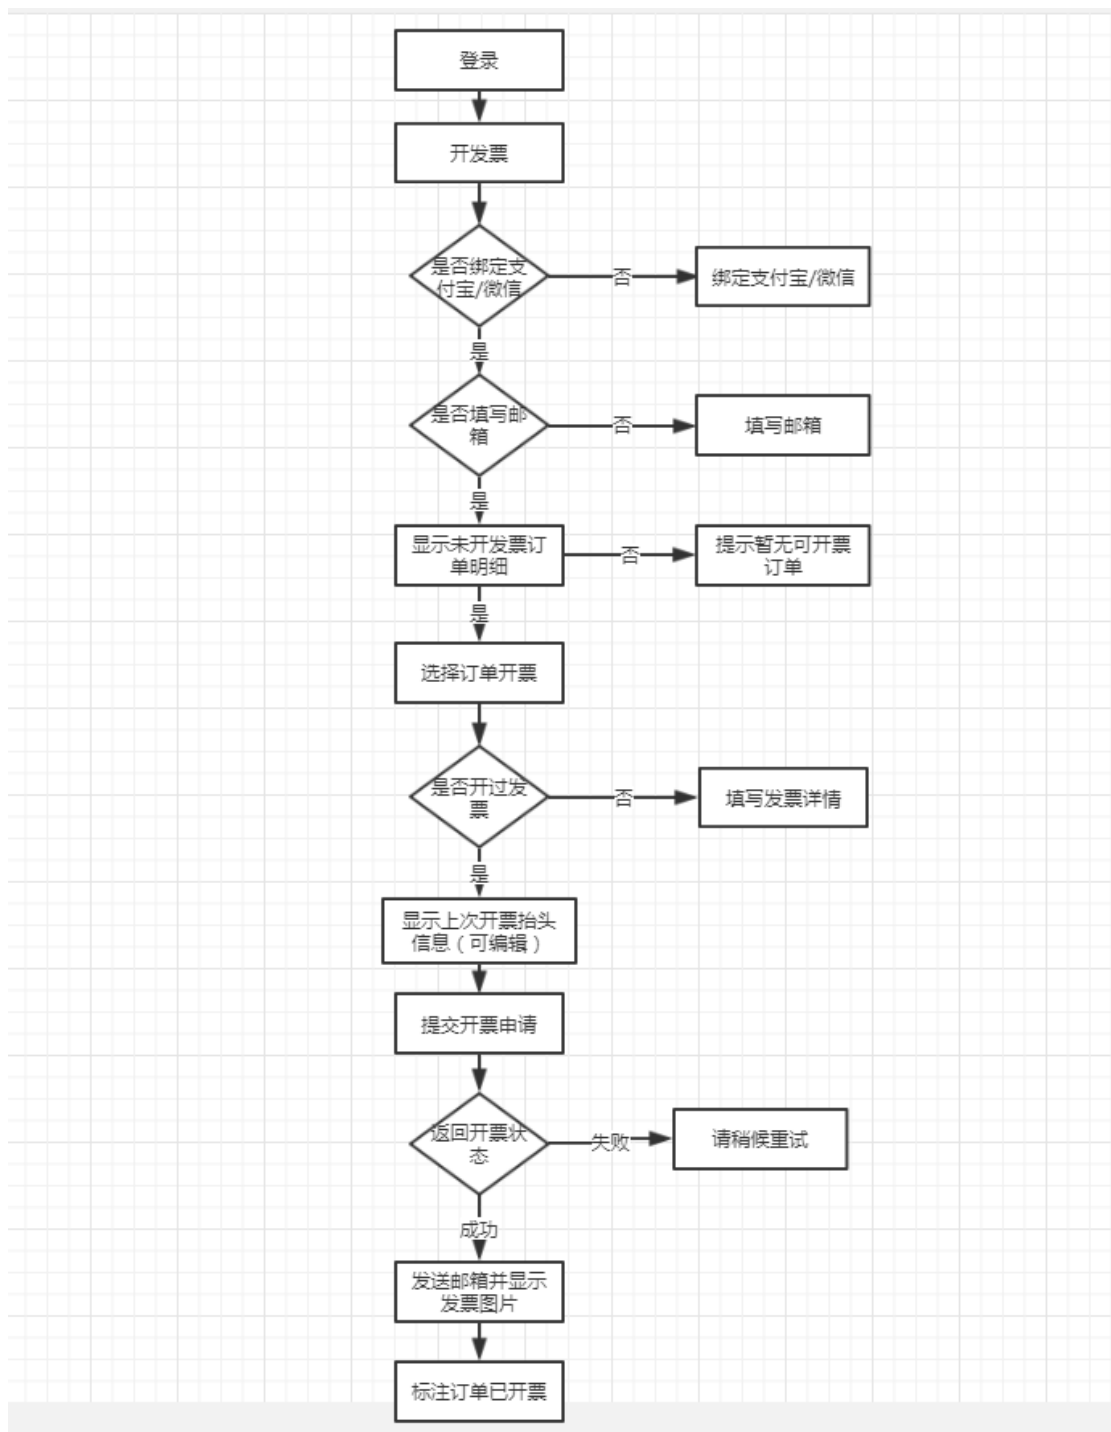 登录
开发票
是否绑定支
付宝/微信
否
绑定支付宝/微信
是
是否填写邮
箱
否
填写邮箱
是
显示未开发票订
单明细
否
提示暂无可开票
订单
是
选择订单开票
是否开过发
票
否
填写发票详情
是
显示上次开票抬头
信息（可编辑）
提交开票申请
返回开票状
态
失败
请稍候重试
成功
发送邮箱并显示
发票图片
标注订单已开票